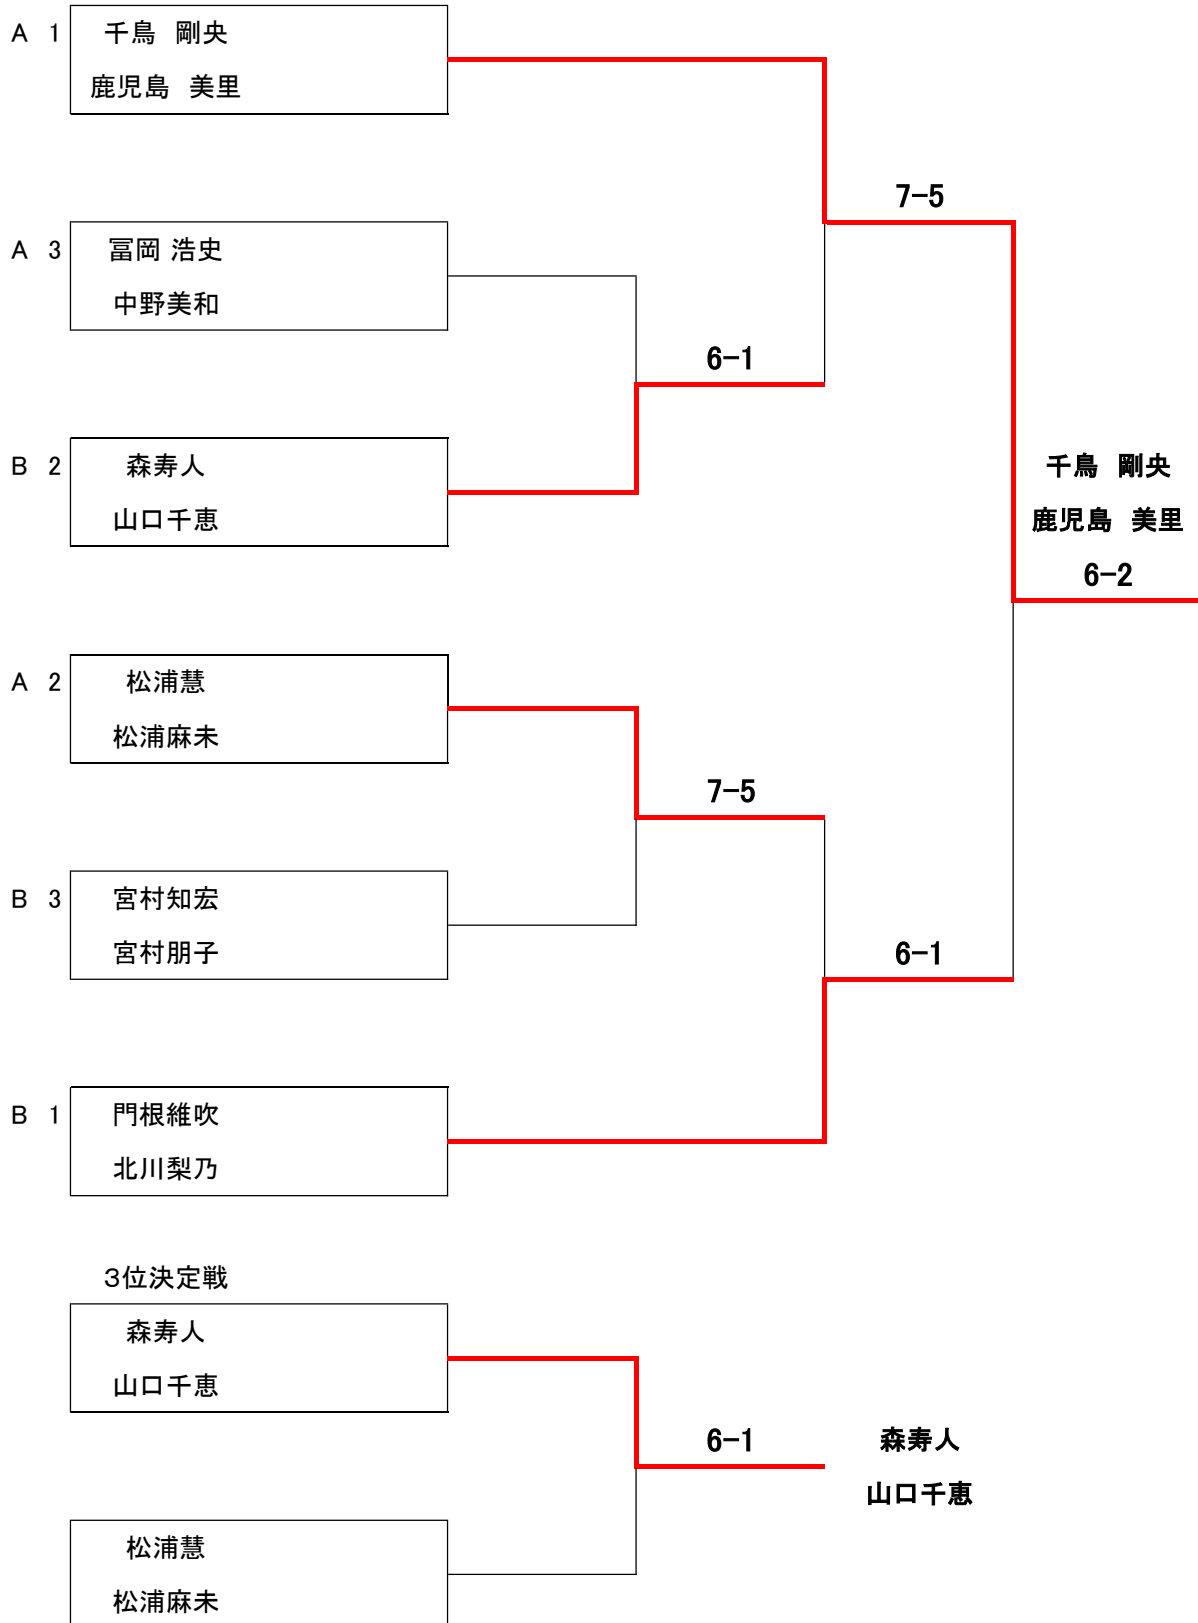 A 1 千鳥 剛央
鹿児島 美里
7-5
A 3 冨岡 浩史
中野美和
6-1
B 2 森寿人
山口千恵
千鳥 剛央
鹿児島 美里
6-2
A 2 松浦慧
松浦麻未
7-5
B 3 宮村知宏
宮村朋子
6-1
B 1 門根維吹
北川梨乃
3位決定戦
森寿人
山口千恵
6-1
森寿人
山口千恵
松浦慧
松浦麻未